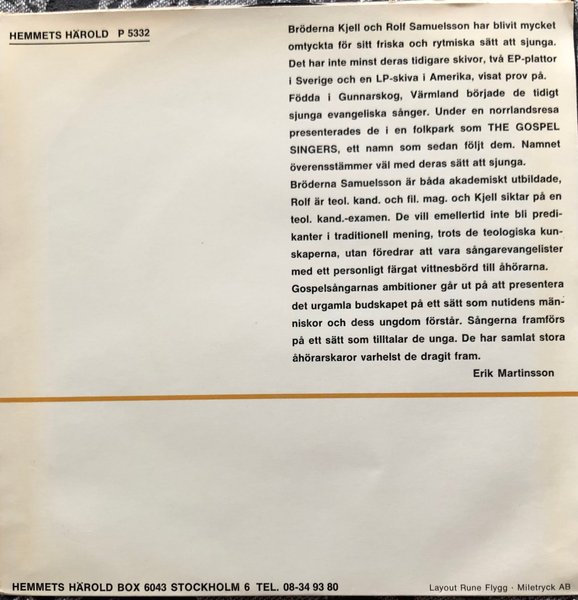 HEMMETS HÄROLD P 5332
Bröderna Kjell och Rolf Samuelsson har blivit mycket
omtyckta för sitt friska och rytmiska sätt att sjunga.
Det har inte minst deras tidigare skivor, två EP-plattor
i Sverige och en LP-skiva i Amerika, visat prov på.
Födda i Gunnarskog, Värmland började de tidigt
sjunga evangeliska sånger. Under en norrlandsresa
presenterades de i en folkpark som THE GOSPEL
SINGERS, ett namn som sedan följt dem. Namnet
överensstämmer väl med deras sätt att sjunga.
Bröderna Samuelsson är båda akademiskt utbildade,
Rolf är teol. kand. och fil. mag. och Kjell siktar på en
teol. kand.-examen. De vill emellertid inte bli predi-
kanter i traditionell mening, trots de teologiska kun-
skaperna, utan föredrar att vara sångarevangelister
med ett personligt färgat vittnesbörd till åhörarna.
Gospelsångarnas ambitioner går ut på att presentera
det urgamla budskapet på ett sätt som nutidens män-
niskor och dess ungdom förstår. Sångerna framförs
på ett sätt som tilltalar de unga. De har samlat stora
åhörarskaror varhelst de dragit fram.
Erik Martinsson
HEMMETS HÄROLD BOX 6043 STOCKHOLM 6 TEL. 08-34 93 80
Layout Rune Flygg · Miletryck AB